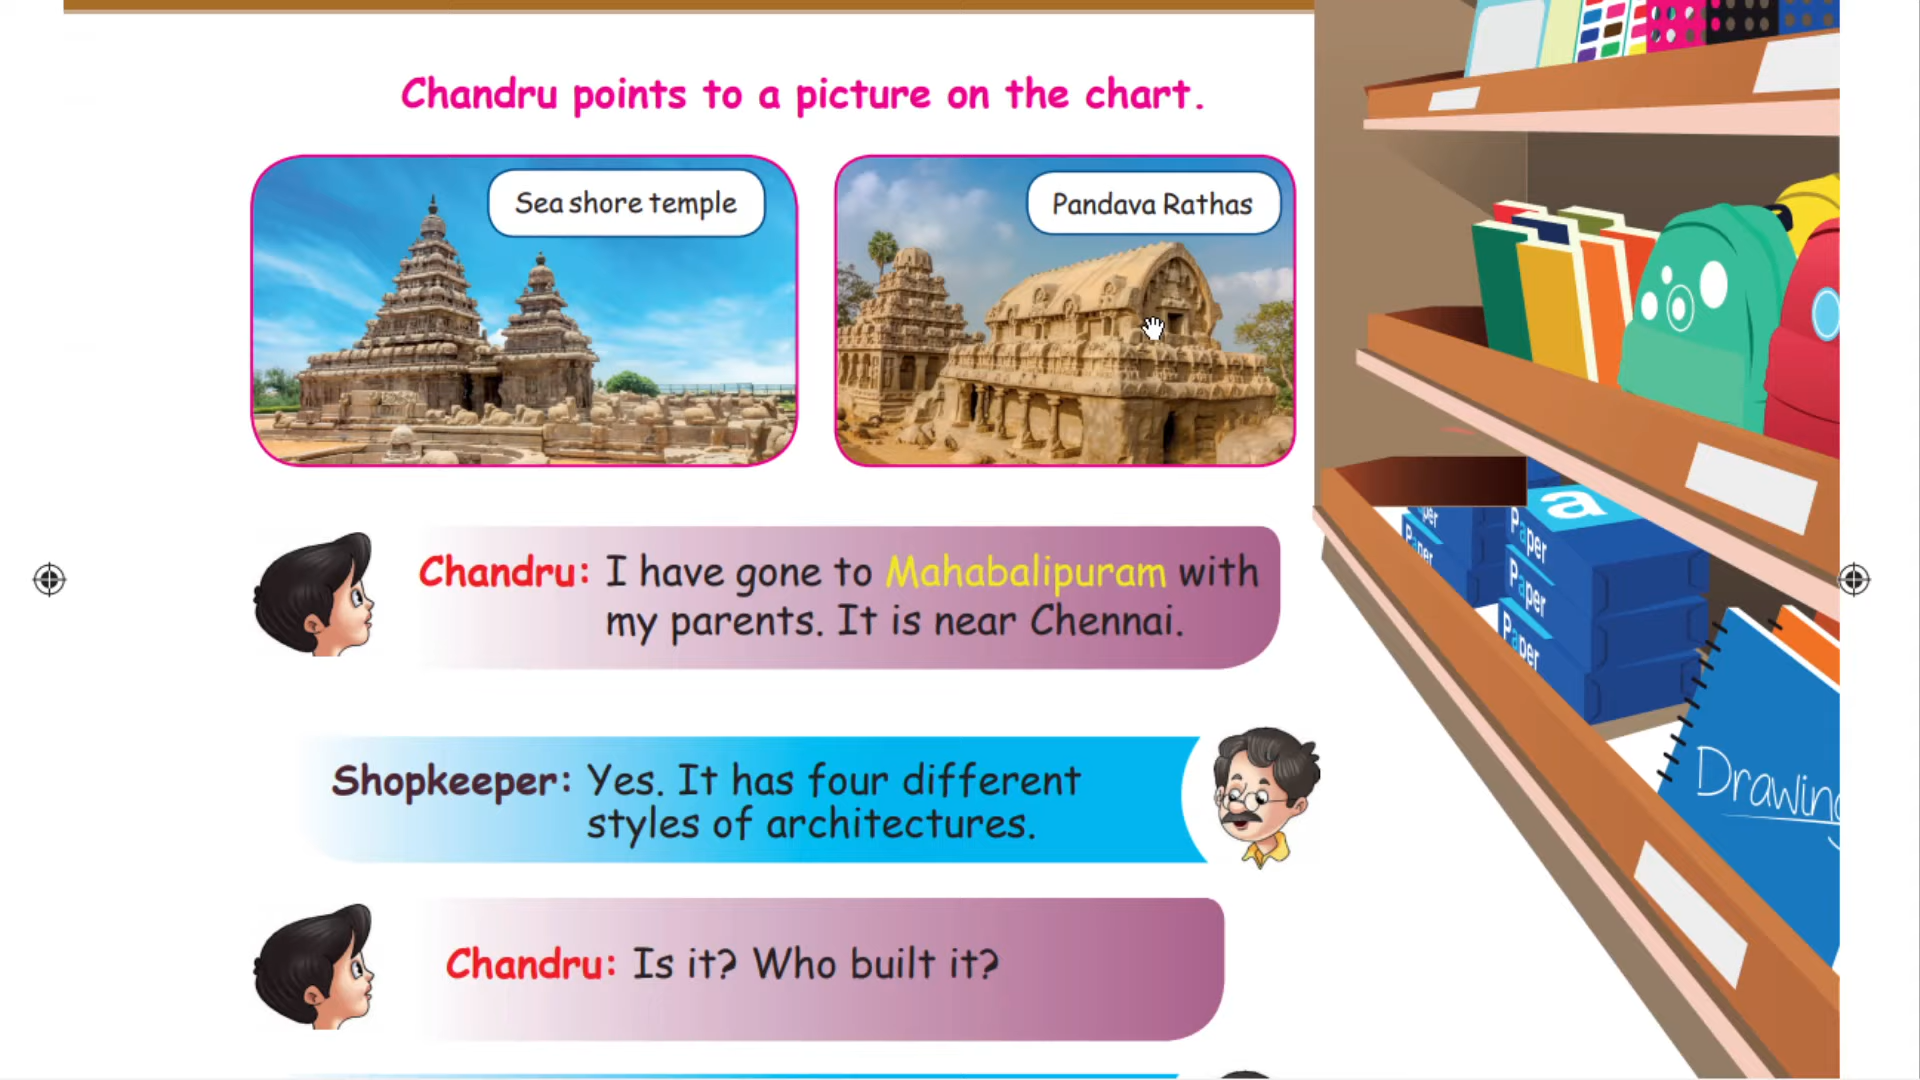 Chandru points to a picture on the chart.
Sea shore temple
Pandava Rathas
Chandru: I have gone to Mahabalipuram with
my parents. It is near Chennai.
Shopkeeper: Yes. It has four different
styles of architectures.
Chandru: Is it? Who built it?
a
Paper
Paper
Paper
Paper
Drawing